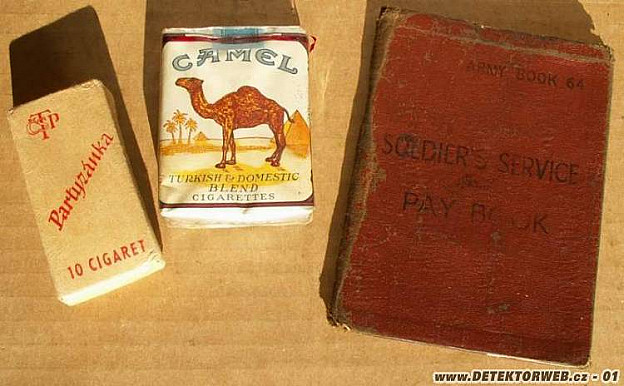 ČTP
Partyzánka
10 CIGARET
CAMEL
TURKISH & DOMESTIC
BLEND
CIGARETTES
ARMY BOOK 64
SOLDIER'S SERVICE
PAY BOOK
www.DETEKTORWEB.cz - 01